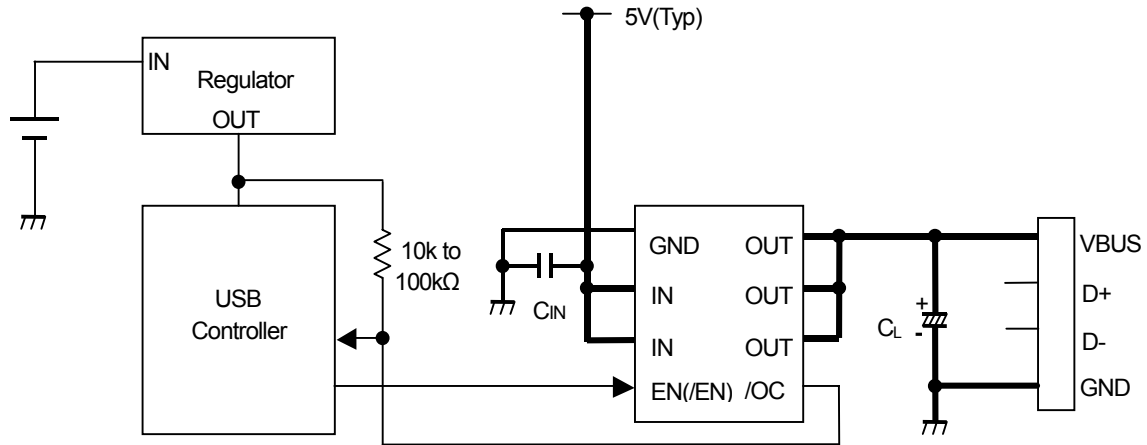 5V(Typ)
IN
Regulator
OUT
10k to
100kΩ
USB
Controller
CIN
GND
OUT
IN
OUT
IN
OUT
EN(/EN)
/OC
+
CL
-
VBUS
D+
D-
GND